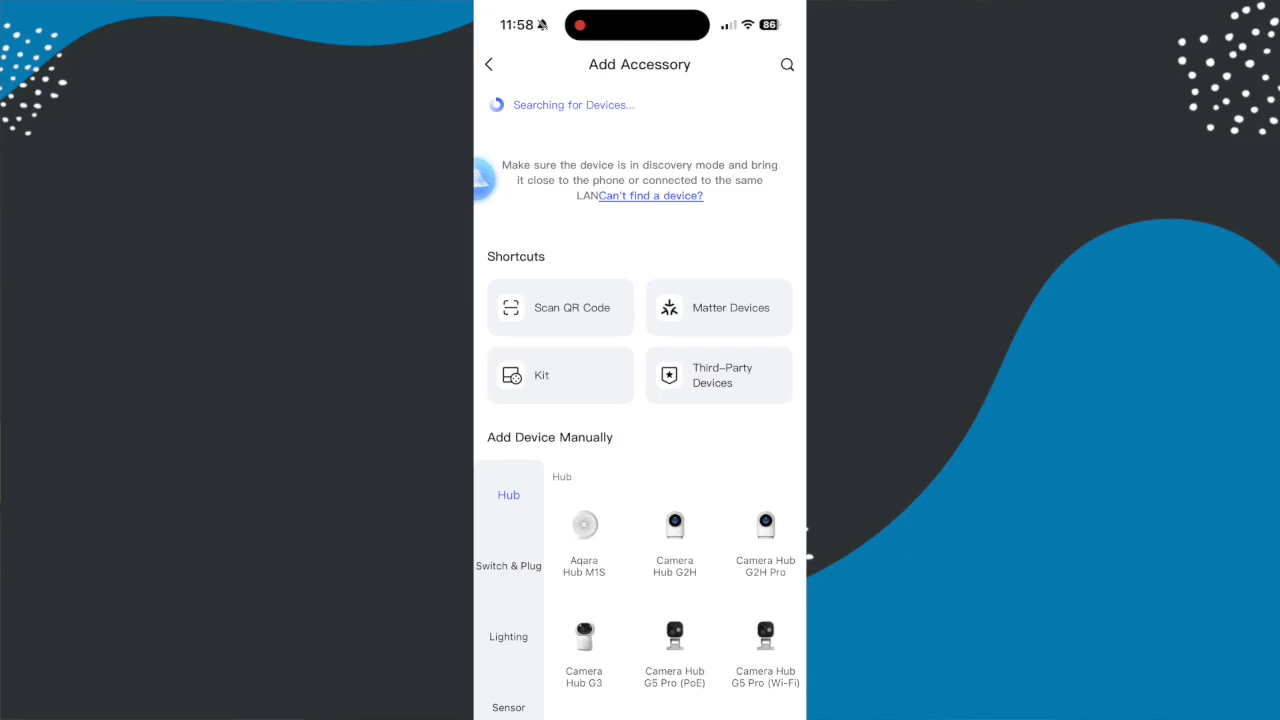 11:58
86
Add Accessory
Searching for Devices...
Make sure the device is in discovery mode and bring
it close to the phone or connected to the same
LANCan't find a device?
Shortcuts
Scan QR Code
Matter Devices
Kit
Third-Party
Devices
Add Device Manually
Hub
Hub
Aqara
Hub M1S
Camera
Hub G2H
Camera Hub
G2H Pro
Switch & Plug
Lighting
Camera
Hub G3
Camera Hub
G5 Pro (PoE)
Camera Hub
G5 Pro (Wi-Fi)
Sensor